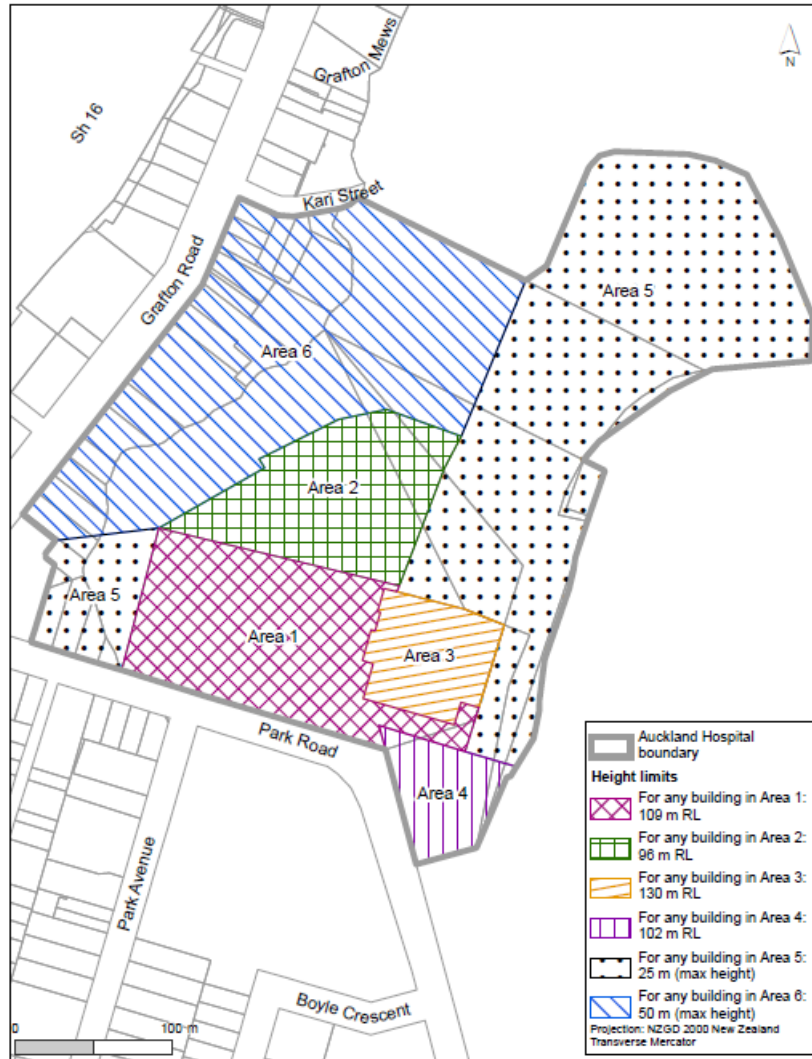 Grafton Mews
N
Sh 16
Kari Street
Grafton Road
Area 5
Area 6
Area 2
Area 5
Area 1
Area 3
Park Road
Area 4
Park Avenue
Boyle Crescent
0 100 m
Auckland Hospital
boundary
Height limits
For any building in Area 1:
109 m RL
For any building in Area 2:
96 m RL
For any building in Area 3:
130 m RL
For any building in Area 4:
102 m RL
For any building in Area 5:
25 m (max height)
For any building in Area 6:
50 m (max height)
Projection: NZGD 2000 New Zealand
Transverse Mercator